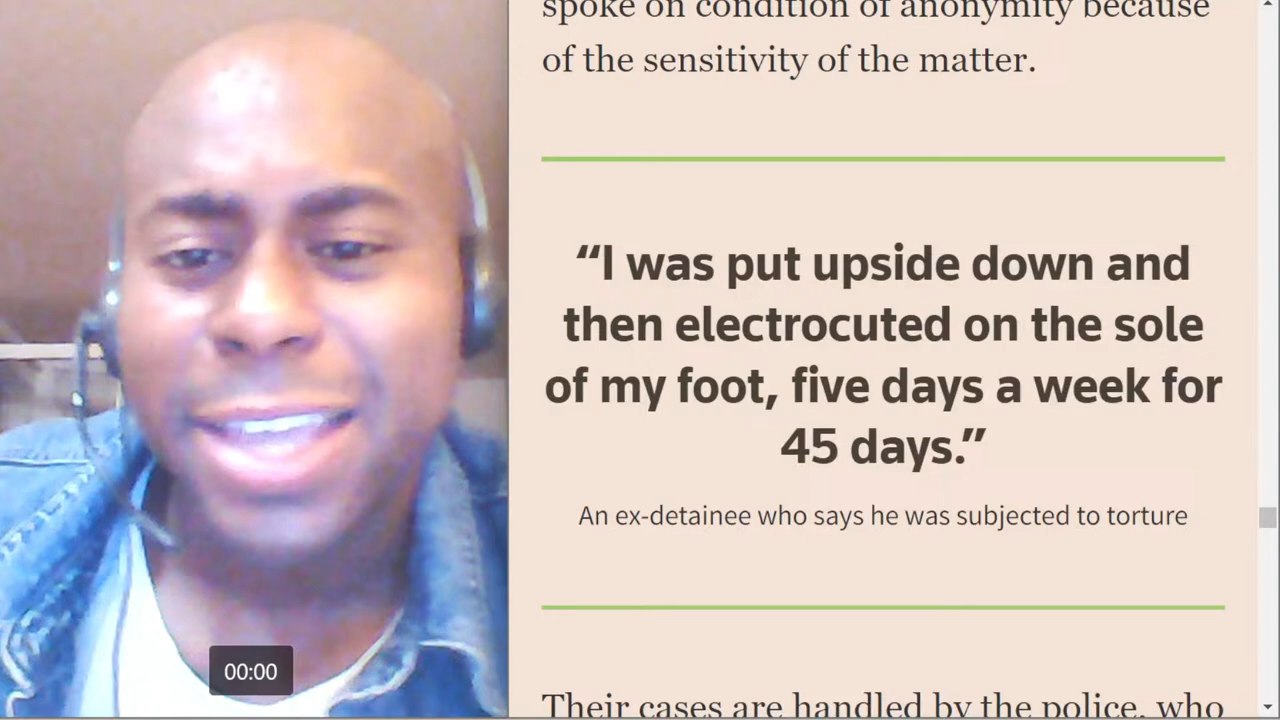 spoke on condition of anonymity because
of the sensitivity of the matter.
“I was put upside down and
then electrocuted on the sole
of my foot, five days a week for
45 days.”
An ex-detainee who says he was subjected to torture
00:00
Their cases are handled by the police, who